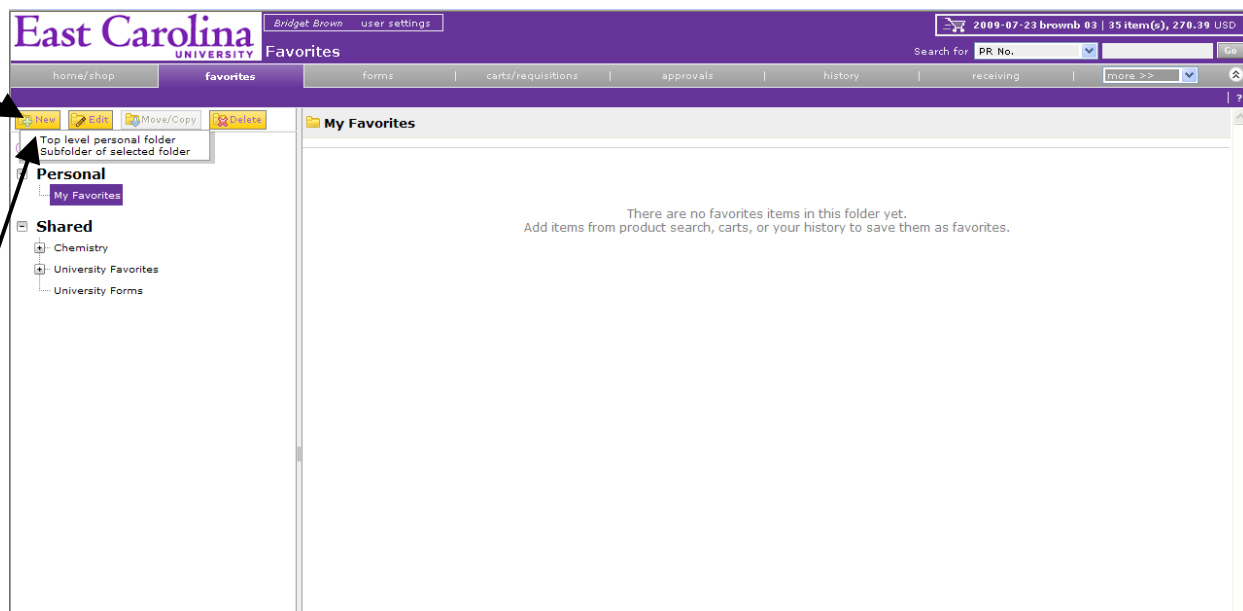 East Carolina
UNIVERSITY
Bridget Brown user settings
2009-07-23 brownb 03 | 35 item(s), 270.39 USD
Favorites
Search for PR No. Go
home/shop favorites forms | carts/requisitions | approvals | history | receiving | more >>
| ?
New Edit Move/Copy Delete
My Favorites
Top level personal folder
Subfolder of selected folder
Personal
My Favorites
There are no favorites items in this folder yet.
Add items from product search, carts, or your history to save them as favorites.
Shared
Chemistry
University Favorites
University Forms